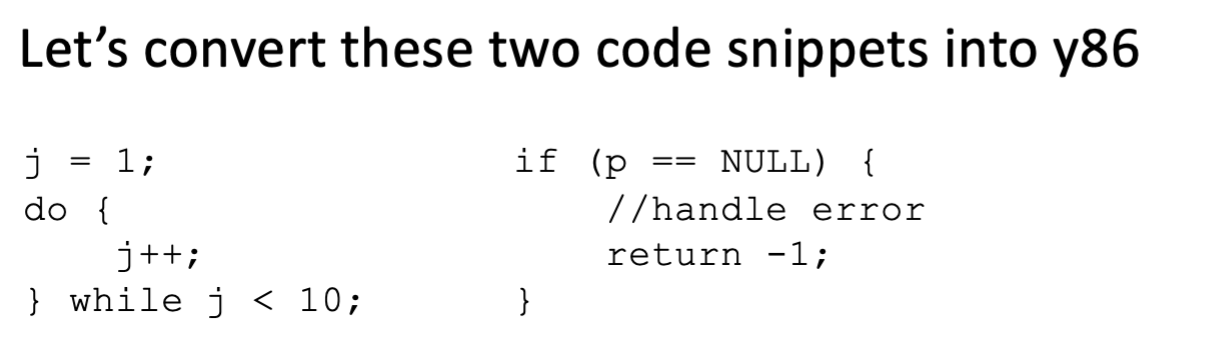 Let's convert these two code snippets into y86
j = 1;
do {
    j++;
} while j < 10;
if (p == NULL) {
    //handle error
    return -1;
}